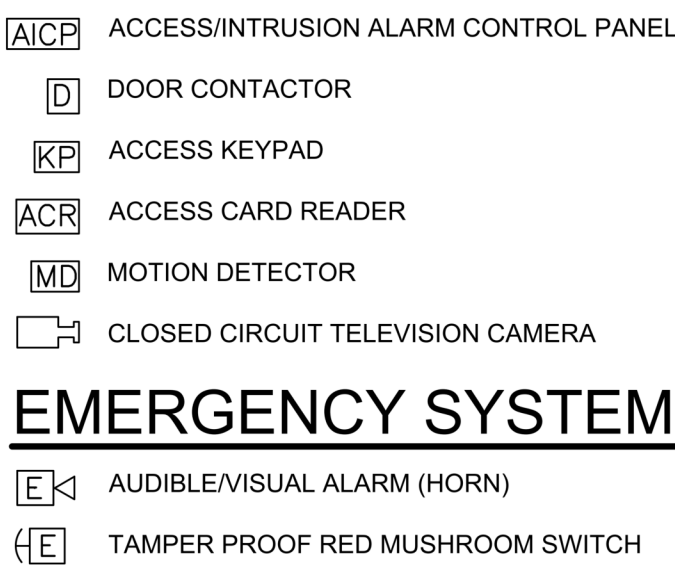 AICP ACCESS/INTRUSION ALARM CONTROL PANEL
D DOOR CONTACTOR
KP ACCESS KEYPAD
ACR ACCESS CARD READER
MD MOTION DETECTOR
CLOSED CIRCUIT TELEVISION CAMERA
EMERGENCY SYSTEM
E AUDIBLE/VISUAL ALARM (HORN)
E TAMPER PROOF RED MUSHROOM SWITCH